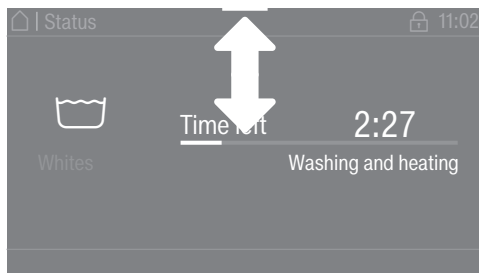 | Status 11:02
Time left 2:27
Whites Washing and heating